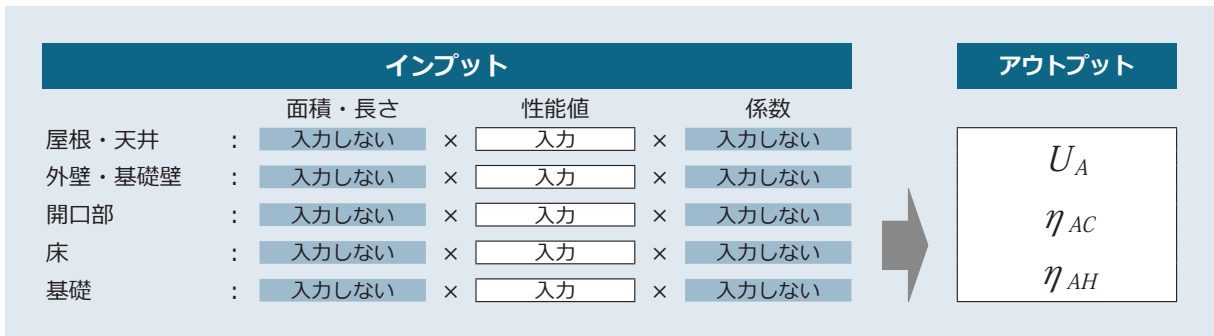 インプット アウトプット
面積・長さ 性能値 係数
屋根・天井 : 入力しない × 入力 × 入力しない
外壁・基礎壁 : 入力しない × 入力 × 入力しない
開口部 : 入力しない × 入力 × 入力しない
床 : 入力しない × 入力 × 入力しない
基礎 : 入力しない × 入力 × 入力しない
U_A
η_AC
η_AH